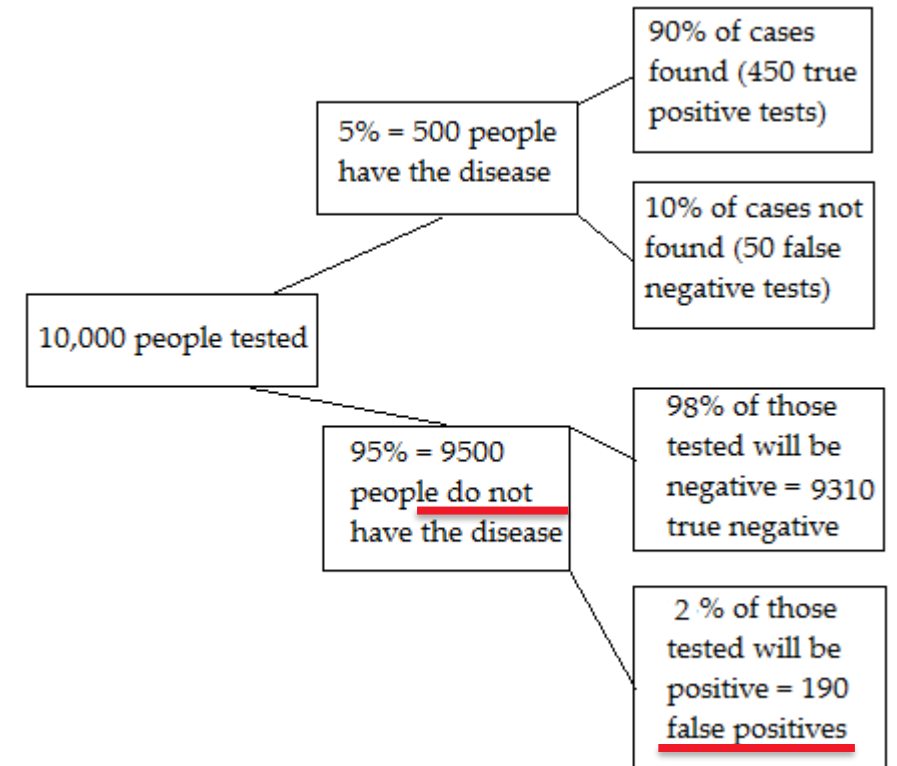 90% of cases
found (450 true
positive tests)
5% = 500 people
have the disease
10% of cases not
found (50 false
negative tests)
10,000 people tested
98% of those
tested will be
negative = 9310
true negative
95% = 9500
people do not
have the disease
2 % of those
tested will be
positive = 190
false positives